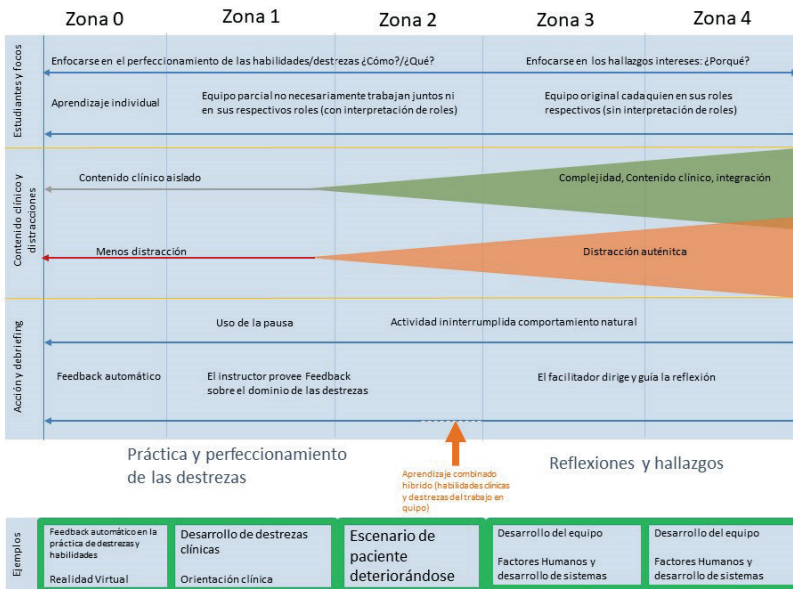 Zona 0
Zona 1
Zona 2
Zona 3
Zona 4
Estudiantes y focos
Enfocarse en el perfeccionamiento de las habilidades/destrezas ¿Cómo?/¿Qué?
Enfocarse en los hallazgos intereses: ¿Porqué?
Aprendizaje individual
Equipo parcial no necesariamente trabajan juntos ni
en sus respectivos roles (con interpretación de roles)
Equipo original cada quien en sus roles
respectivos (sin interpretación de roles)
Contenido clínico y
distracciones
Contenido clínico aislado
Complejidad, Contenido clínico, integración
Menos distracción
Distracción auténitca
Acción y debriefing
Uso de la pausa
Actividad ininterrumpida comportamiento natural
Feedback automático
El instructor provee Feedback
sobre el dominio de las destrezas
El facilitador dirige y guía la reflexión
Práctica y perfeccionamiento
de las destrezas
Aprendizaje combinado
hibrido (habilidades clínicas
y destrezas del trabajo en
quipo)
Reflexiones y hallazgos
Ejemplos
Feedback automático en la
práctica de destrezas y
habilidades
Realidad Virtual
Desarrollo de destrezas
clínicas
Orientación clínica
Escenario de
paciente
deteriorándose
Desarrollo del equipo
Factores Humanos y
desarrollo de sistemas
Desarrollo del equipo
Factores Humanos y
desarrollo de sistemas